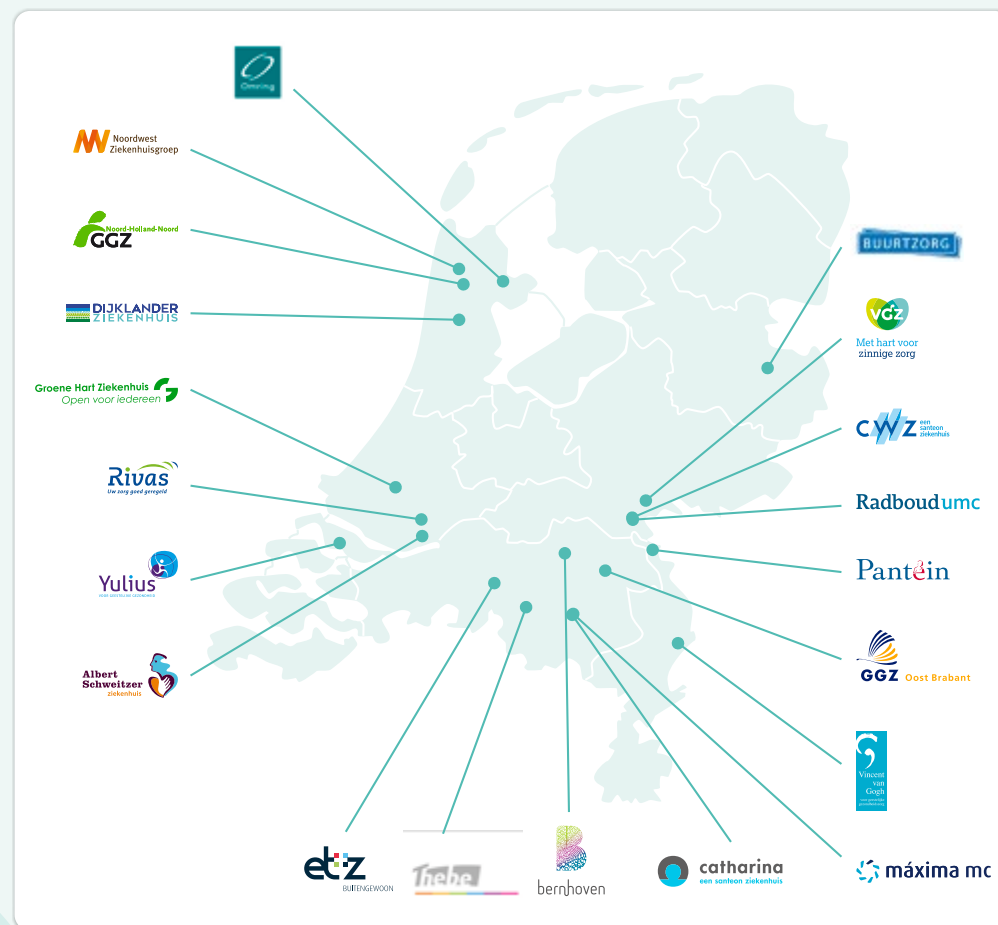 Omring
Noordwest
Ziekenhuisgroep
Noord-Holland-Noord
GGZ
DIJKLANDER
ZIEKENHUIS
Groene Hart Ziekenhuis
Open voor iedereen
Rivas
Uw zorg goed geregeld
Yulius
Albert
Schweitzer
ziekenhuis
etz
BUITENGEWOON
Thebe
bernhoven
catharina
een santeon ziekenhuis
BUURTZORG
VGZ
Met hart voor
zinnige zorg
CWZ
een
santeon
ziekenhuis
Radboudumc
Pantein
GGZ Oost Brabant
Vincent
van
Gogh
máxima mc